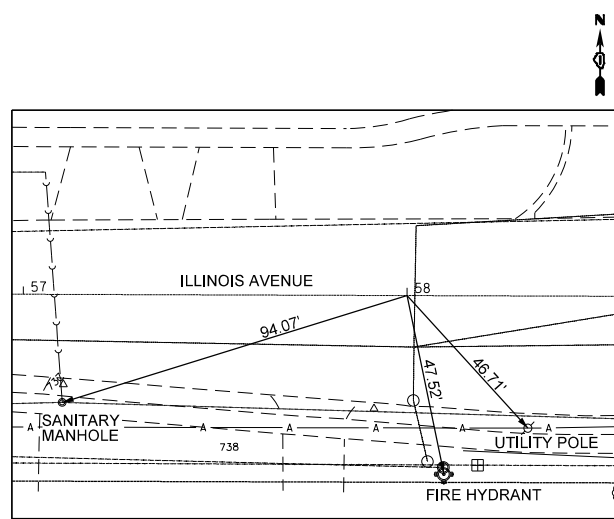 N
57
ILLINOIS AVENUE
58
94.07'
47.52'
46.71'
SANITARY
MANHOLE
A
A
A
A
A
A
UTILITY POLE
738
FIRE HYDRANT